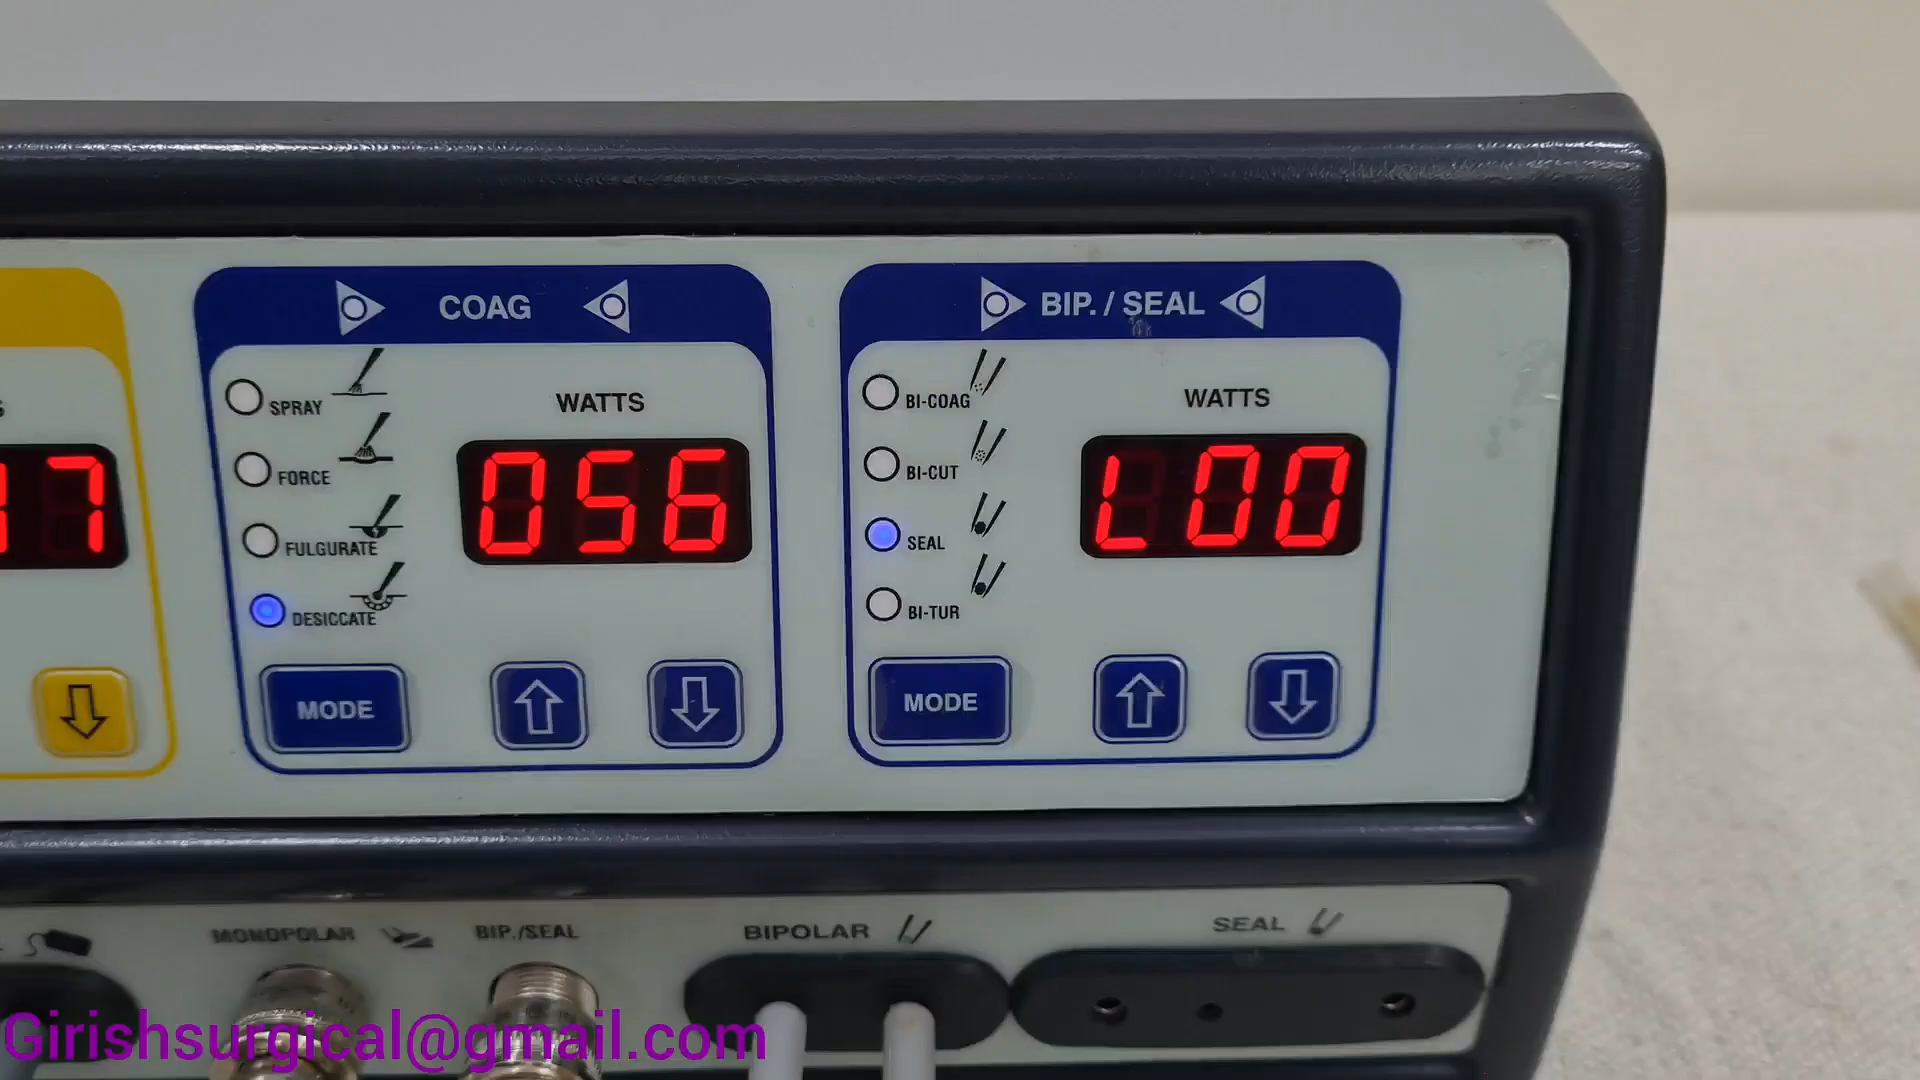 COAG
SPRAY
FORCE
FULGURATE
DESICCATE
WATTS
056
MODE
BIP. / SEAL
BI-COAG
BI-CUT
SEAL
BI-TUR
WATTS
L00
MODE
7
MONOPOLAR
BIP./SEAL
BIPOLAR
SEAL
Girishsurgical@gmail.com